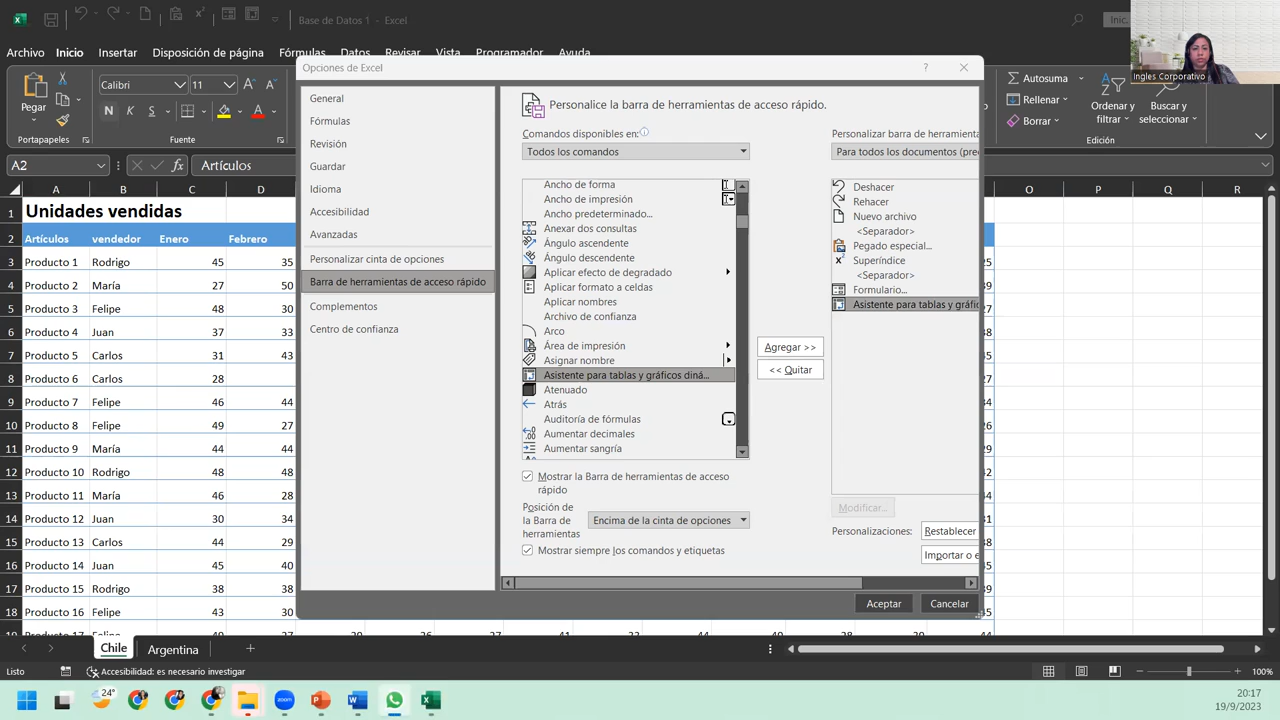 Base de Datos 1 - Excel
Inic
Ingles Corporativo
Archivo Inicio Insertar Disposición de página Fórmulas Datos Revisar Vista Programador Ayuda
Pegar
Portapapeles
Calibri 11
N K S
Fuente
Autosuma
Rellenar
Borrar
Ordenar y filtrar
Buscar y seleccionar
Edición
A2
fx
Artículos
A B C D O P Q R
1 Unidades vendidas
2 Artículos vendedor Enero Febrero
3 Producto 1 Rodrigo 45 35
4 Producto 2 María 27 50
5 Producto 3 Felipe 48 30
6 Producto 4 Juan 37 33
7 Producto 5 Carlos 31 43
8 Producto 6 Carlos 28
9 Producto 7 Felipe 46 44
10 Producto 8 Felipe 49 27
11 Producto 9 María 44 44
12 Producto 10 Rodrigo 48 48
13 Producto 11 María 46 28
14 Producto 12 Juan 30 34
15 Producto 13 Carlos 44 29
16 Producto 14 Juan 45 40
17 Producto 15 Rodrigo 38 38
18 Producto 16 Felipe 43 30
Opciones de Excel
?
General
Fórmulas
Revisión
Guardar
Idioma
Accesibilidad
Avanzadas
Personalizar cinta de opciones
Barra de herramientas de acceso rápido
Complementos
Centro de confianza
Personalice la barra de herramientas de acceso rápido.
Comandos disponibles en:
Todos los comandos
Ancho de forma
Ancho de impresión
Ancho predeterminado...
Anexar dos consultas
Ángulo ascendente
Ángulo descendente
Aplicar efecto de degradado
Aplicar formato a celdas
Aplicar nombres
Archivo de confianza
Arco
Área de impresión
Asignar nombre
Asistente para tablas y gráficos diná...
Atenuado
Atrás
Auditoría de fórmulas
Aumentar decimales
Aumentar sangría
Agregar >>
<< Quitar
Personalizar barra de herramienta
Para todos los documentos (pre
Deshacer
Rehacer
Nuevo archivo
<Separador>
Pegado especial...
Superíndice
<Separador>
Formulario...
Asistente para tablas y gráfic
Modificar...
Personalizaciones: Restablecer
Importar o e
Mostrar la Barra de herramientas de acceso
rápido
Posición de
la Barra de
herramientas
Encima de la cinta de opciones
Mostrar siempre los comandos y etiquetas
Aceptar Cancelar
Chile Argentina
Listo Accesibilidad: es necesario investigar 100%
24°
zoom
20:17
19/9/2023